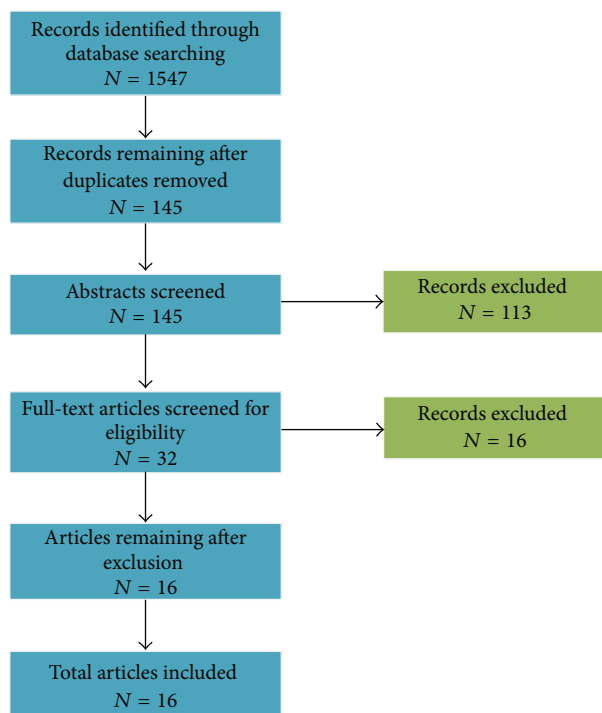 Records identified through
database searching
N = 1547
Records remaining after
duplicates removed
N = 145
Abstracts screened
N = 145
Records excluded
N = 113
Full-text articles screened for
eligibility
N = 32
Records excluded
N = 16
Articles remaining after
exclusion
N = 16
Total articles included
N = 16